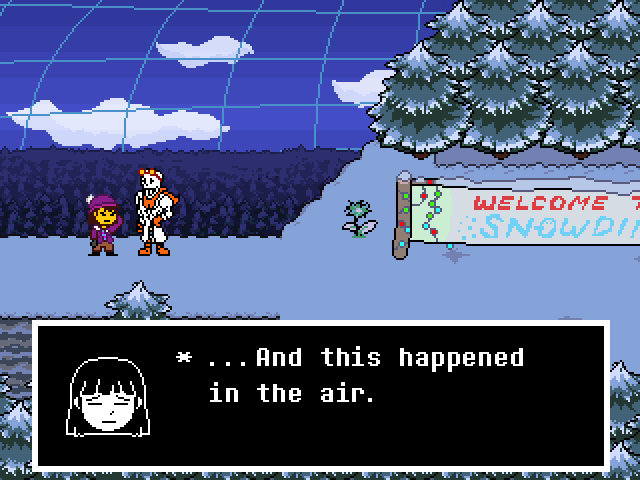 WELCOME T
SNOWDI
* ...And this happened
in the air.